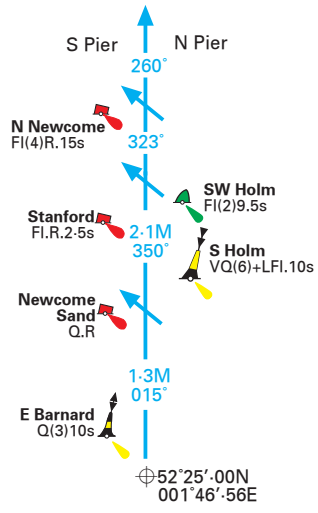 S Pier
N Pier
260°
N Newcome
Fl(4)R.15s
323°
SW Holm
Fl(2)9.5s
Stanford
Fl.R.2·5s
2·1M
350°
S Holm
VQ(6)+LFl.10s
Newcome
Sand
Q.R
1·3M
015°
E Barnard
Q(3)10s
52°25'·00N
001°46'·56E